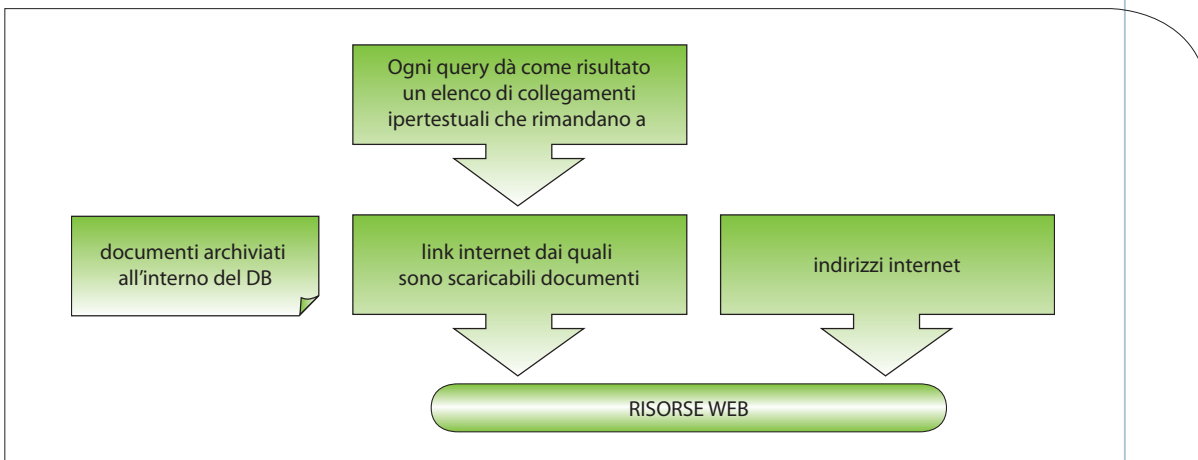 Ogni query dà come risultato
un elenco di collegamenti
ipertestuali che rimandano a
documenti archiviati
all'interno del DB
link internet dai quali
sono scaricabili documenti
indirizzi internet
RISORSE WEB